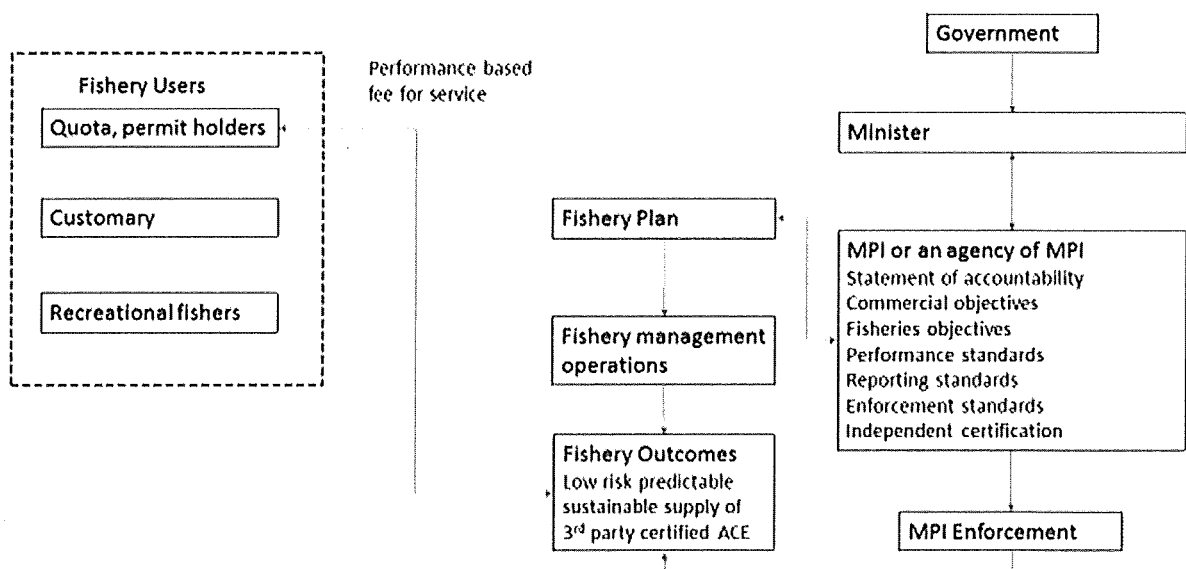 Government
Fishery Users
Performance based
fee for service
Quota, permit holders
Minister
Customary
Fishery Plan
MPI or an agency of MPI
Statement of accountability
Commercial objectives
Fisheries objectives
Performance standards
Reporting standards
Enforcement standards
Independent certification
Recreational fishers
Fishery management
operations
Fishery Outcomes
Low risk predictable
sustainable supply of
3rd party certified ACE
MPI Enforcement